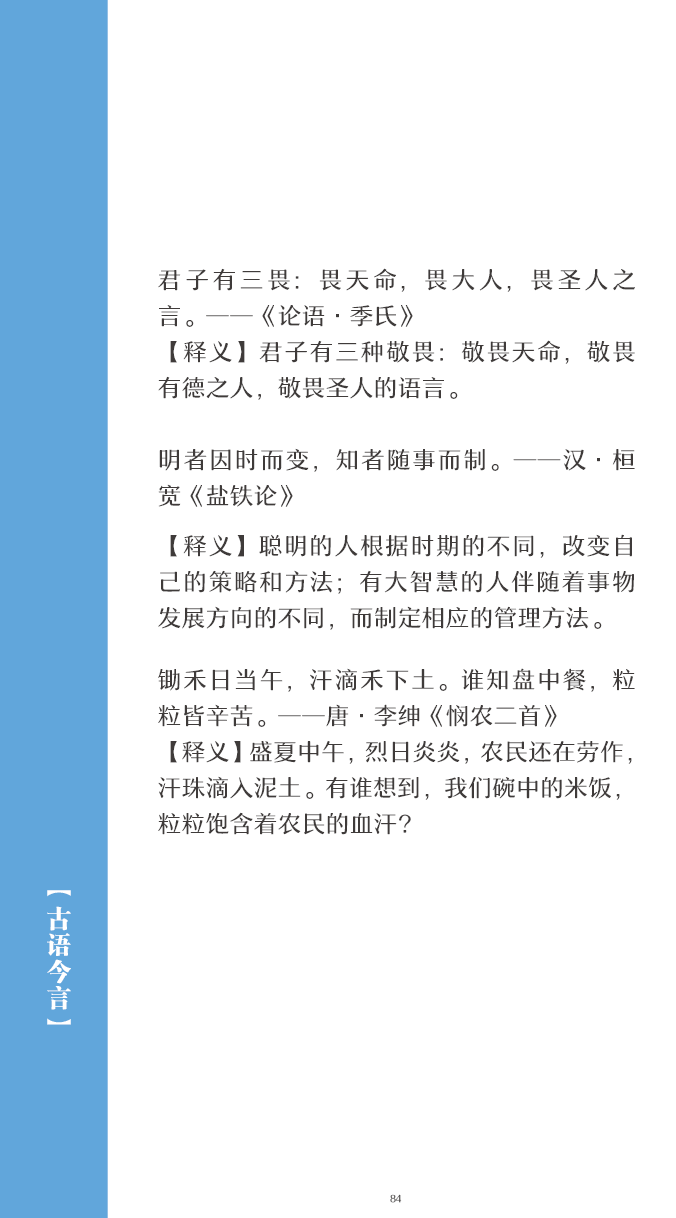 君子有三畏：畏天命，畏大人，畏圣人之
言。——《论语·季氏》
【释义】君子有三种敬畏：敬畏天命，敬畏
有德之人，敬畏圣人的语言。
明者因时而变，知者随事而制。——汉·桓
宽《盐铁论》
【释义】聪明的人根据时期的不同，改变自
己的策略和方法；有大智慧的人伴随着事物
发展方向的不同，而制定相应的管理方法。
锄禾日当午，汗滴禾下土。谁知盘中餐，粒
粒皆辛苦。——唐·李绅《悯农二首》
【释义】盛夏中午，烈日炎炎，农民还在劳作，
汗珠滴入泥土。有谁想到，我们碗中的米饭，
粒粒饱含着农民的血汗？
【古语今言】
84